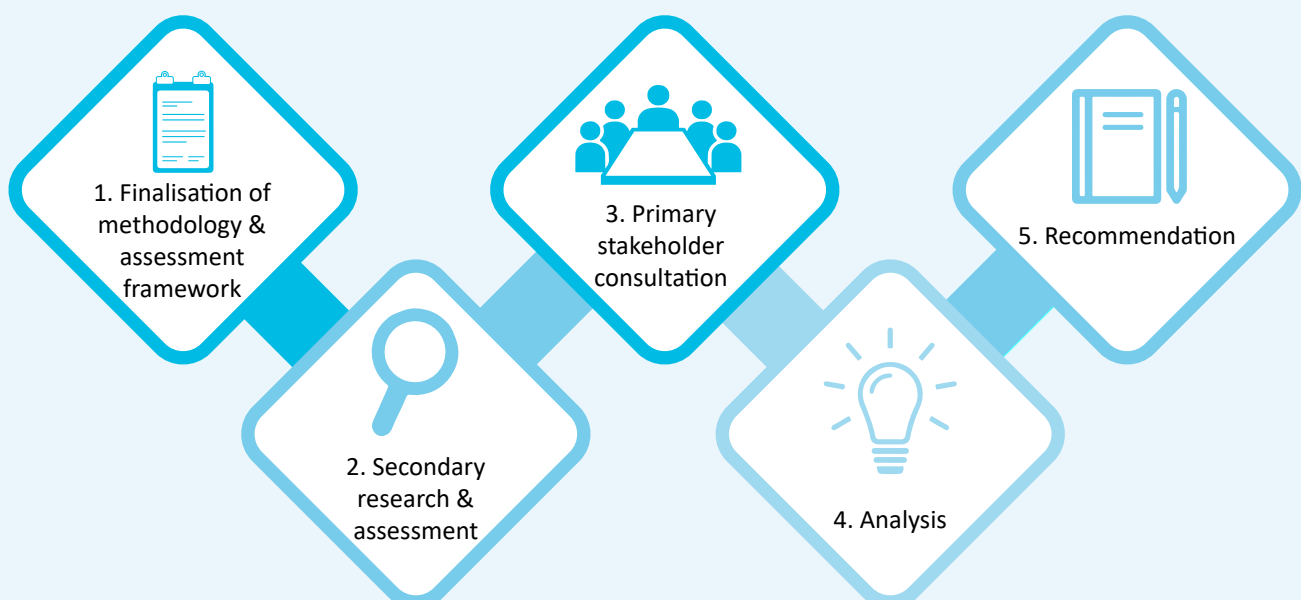 1. Finalisation of
methodology &
assessment
framework
2. Secondary
research &
assessment
3. Primary
stakeholder
consultation
4. Analysis
5. Recommendation